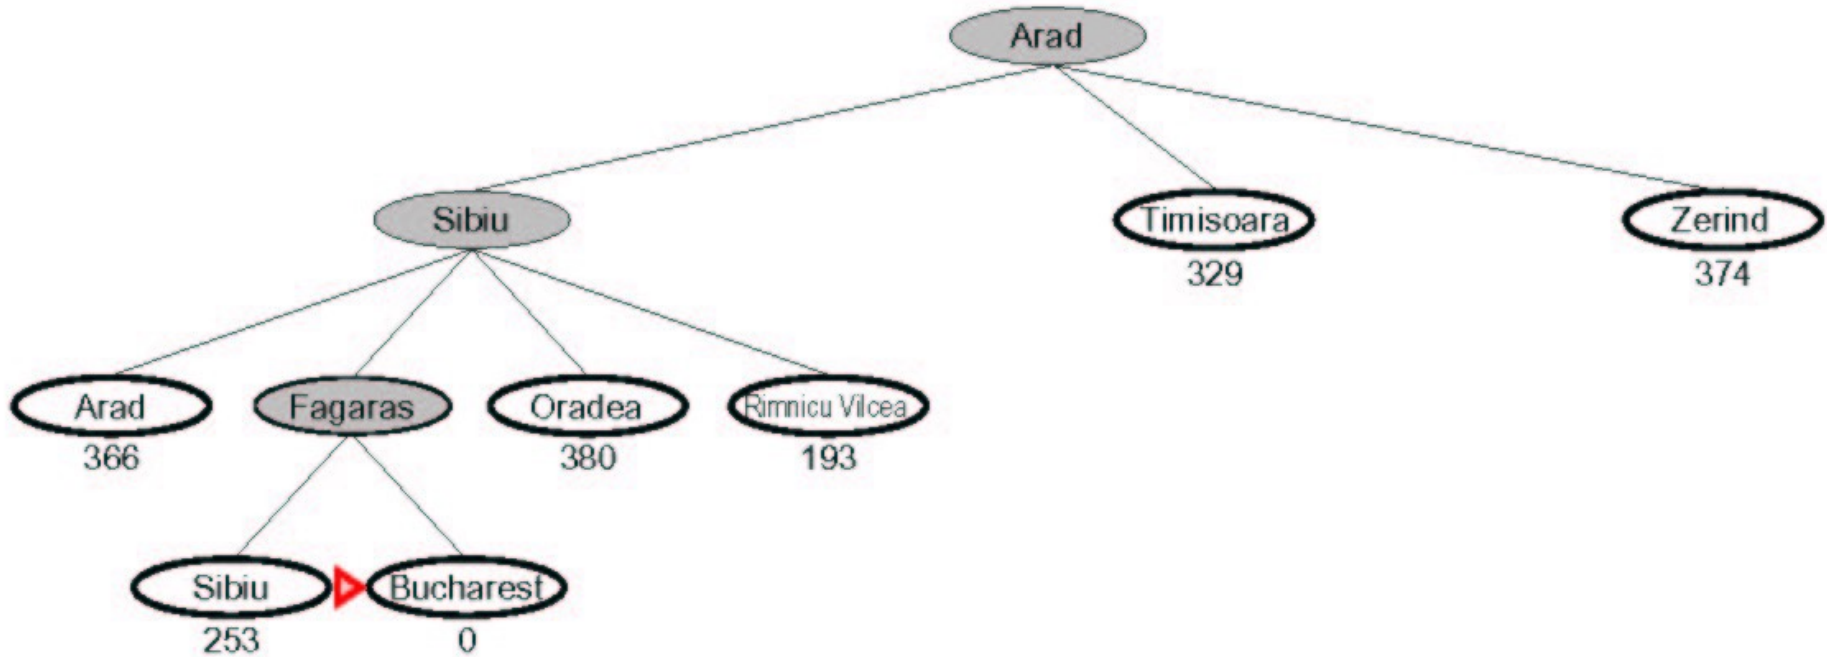 Arad
Sibiu
Timisoara
Zerind
329
374
Arad
Fagaras
Oradea
Rimnicu Vilcea
366
380
193
Sibiu
Bucharest
253
0